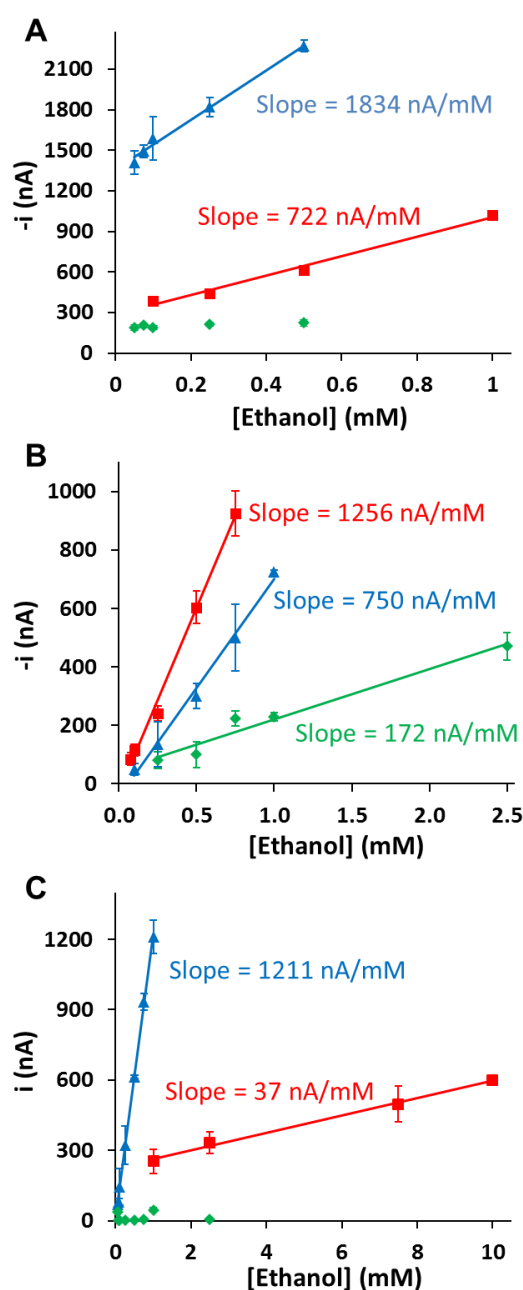 A
2100
1800
1500
1200
900
600
300
0
-i (nA)
Slope = 1834 nA/mM
Slope = 722 nA/mM
0 0.2 0.4 0.6 0.8 1
[Ethanol] (mM)
B
1000
800
600
400
200
0
-i (nA)
Slope = 1256 nA/mM
Slope = 750 nA/mM
Slope = 172 nA/mM
0.0 0.5 1.0 1.5 2.0 2.5
[Ethanol] (mM)
C
1200
900
600
300
0
i (nA)
Slope = 1211 nA/mM
Slope = 37 nA/mM
0 2 4 6 8 10
[Ethanol] (mM)